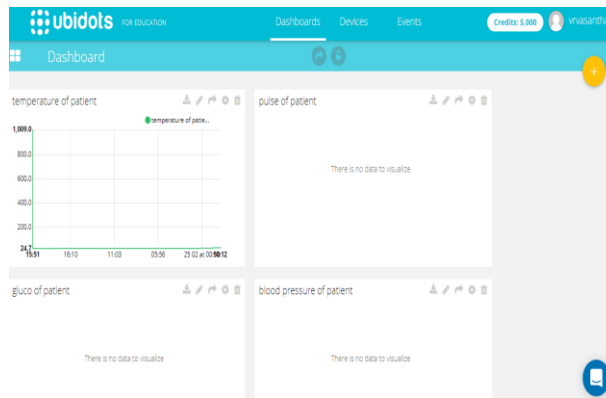 ubidots FOR EDUCATION Dashboards Devices Events Credits: 5,000 vrvasantha
Dashboard
temperature of patient
temperature of patie...
1,009.0
800.0
600.0
400.0
200.0
24.7
15:51 16:10 11:03 05:56 25 02 at 00:
pulse of patient
There is no data to visualize
gluco of patient
There is no data to visualize
blood pressure of patient
There is no data to visualize